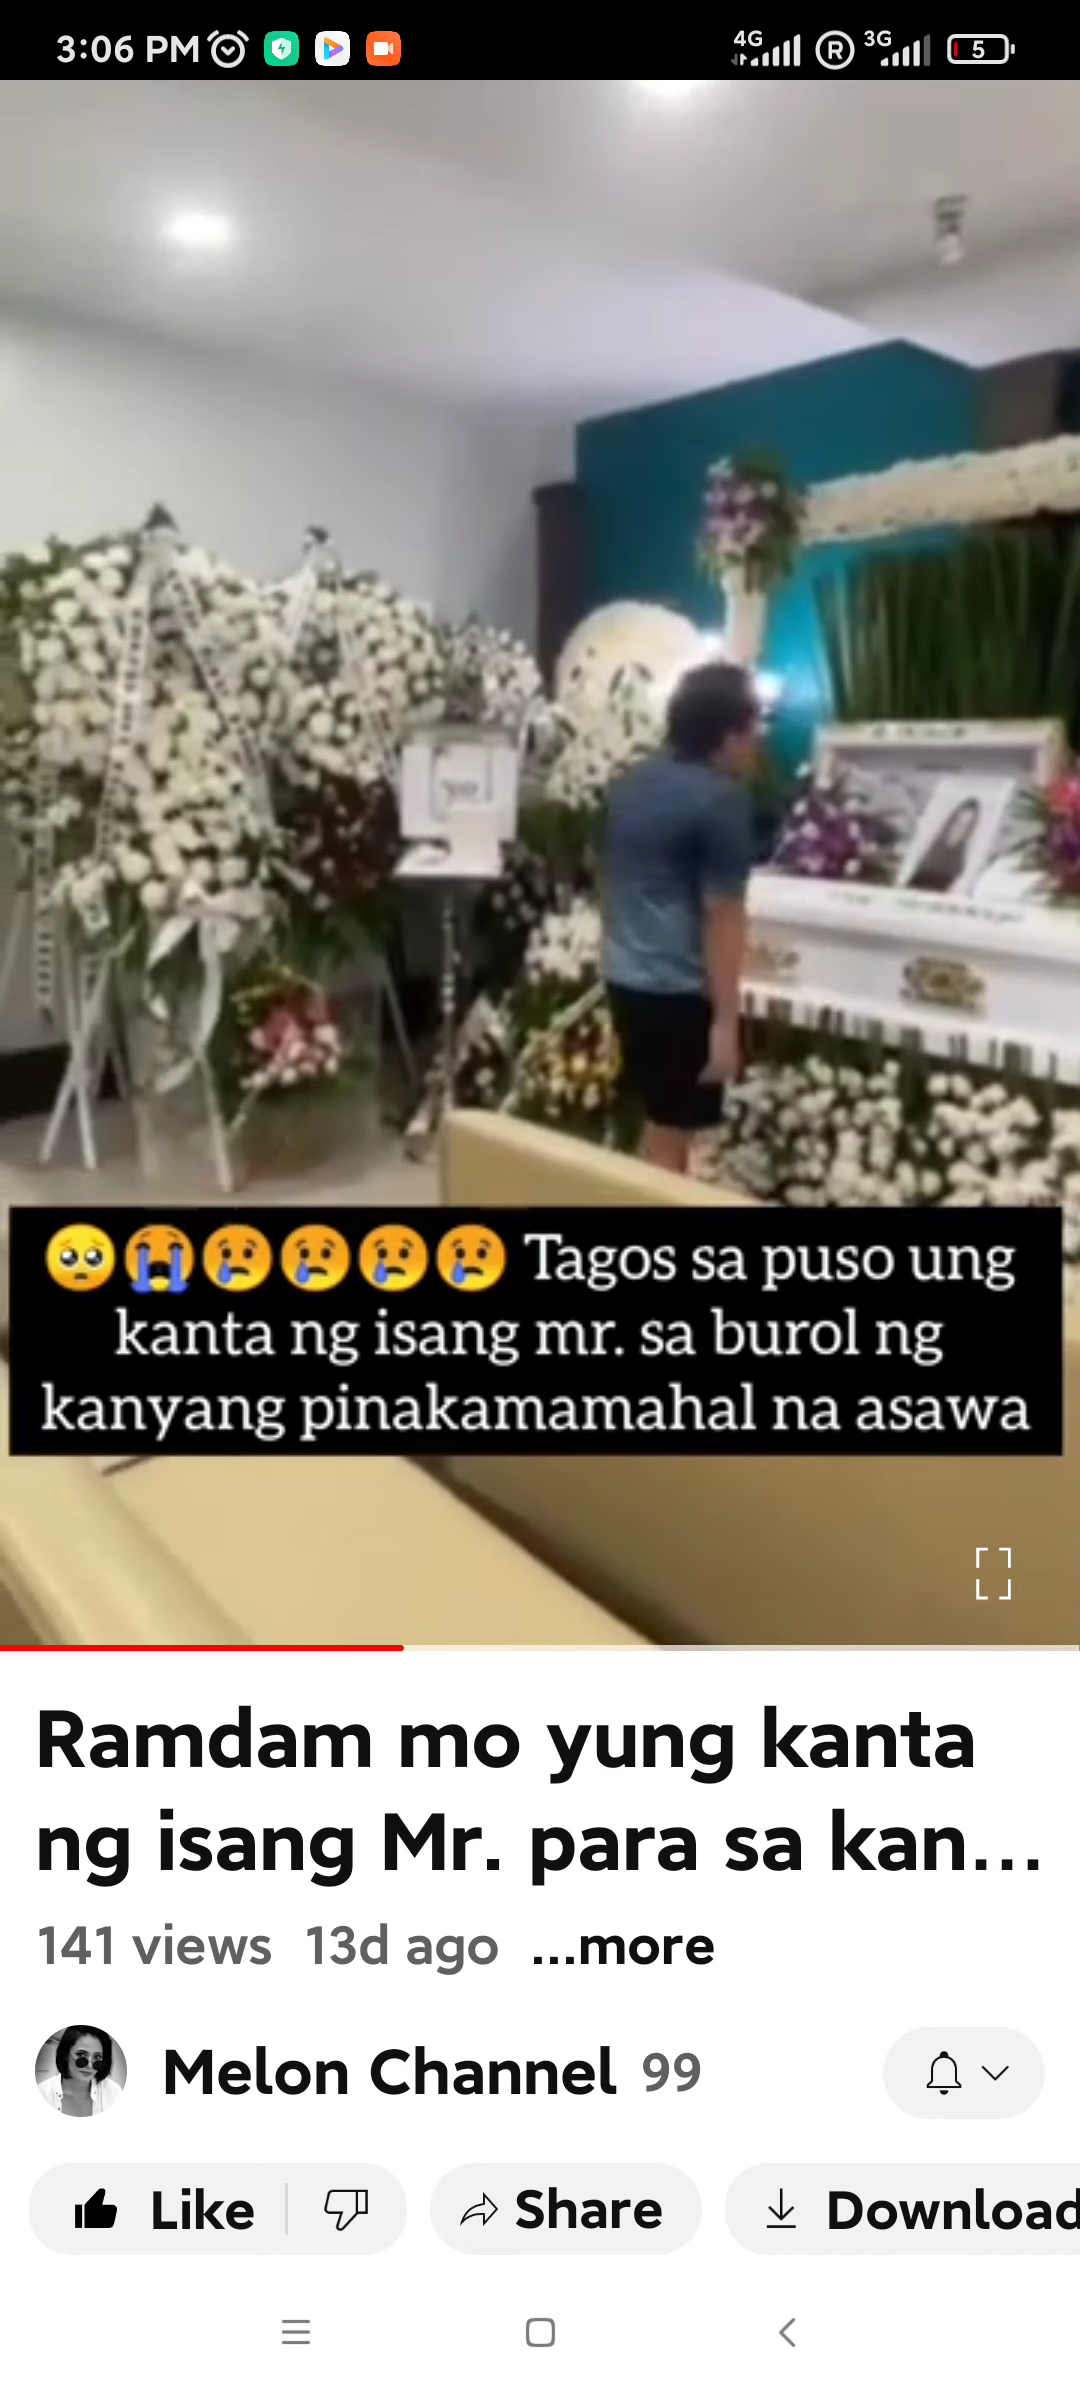 3:06 PM 4G R 3G 5
🥺😭😢😢😢😢 Tagos sa puso ung
kanta ng isang mr. sa burol ng
kanyang pinakamamahal na asawa
Ramdam mo yung kanta
ng isang Mr. para sa kan...
141 views 13d ago ...more
Melon Channel 99
Like Share Download